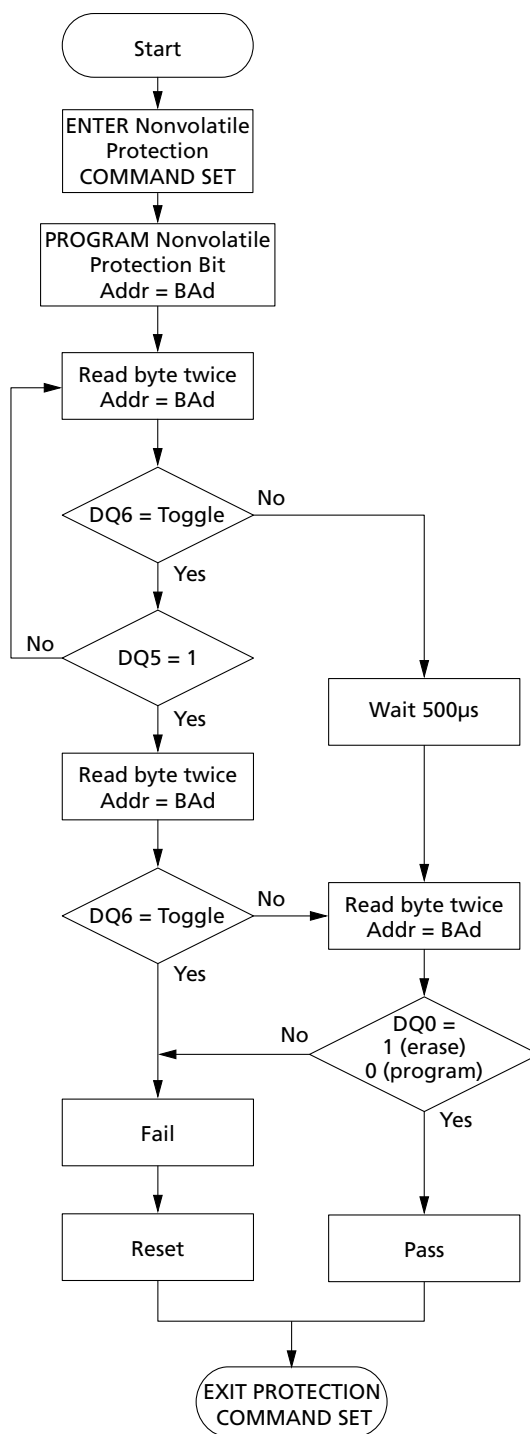 Start
ENTER Nonvolatile
Protection
COMMAND SET
PROGRAM Nonvolatile
Protection Bit
Addr = BAd
Read byte twice
Addr = BAd
DQ6 = Toggle
No
Yes
No
DQ5 = 1
Wait 500µs
Yes
Read byte twice
Addr = BAd
DQ6 = Toggle
No
Read byte twice
Addr = BAd
Yes
No
DQ0 =
1 (erase)
0 (program)
Yes
Fail
Reset
Pass
EXIT PROTECTION
COMMAND SET